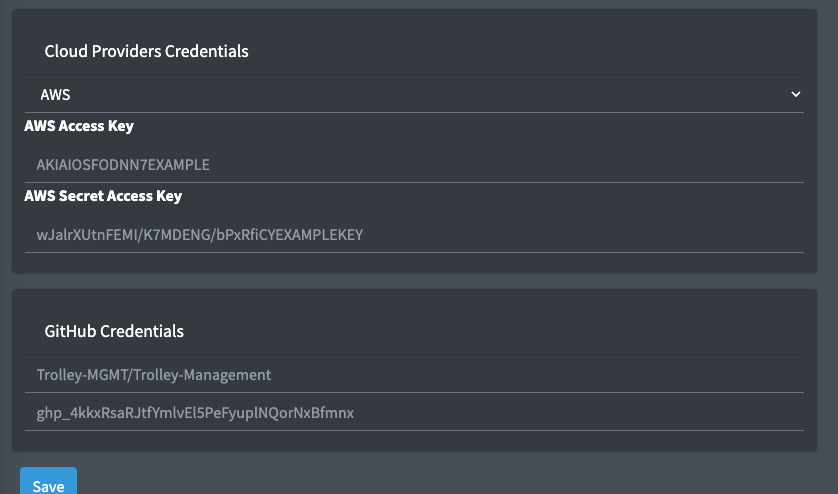 Cloud Providers Credentials
AWS
AWS Access Key
AKIAIOSFODNN7EXAMPLE
AWS Secret Access Key
wJalrXUtnFEMI/K7MDENG/bPxRfiCYEXAMPLEKEY
GitHub Credentials
Trolley-MGMT/Trolley-Management
ghp_4kkxRsaRJtfYmlvEl5PeFyuplNQorNxBfmnx
Save